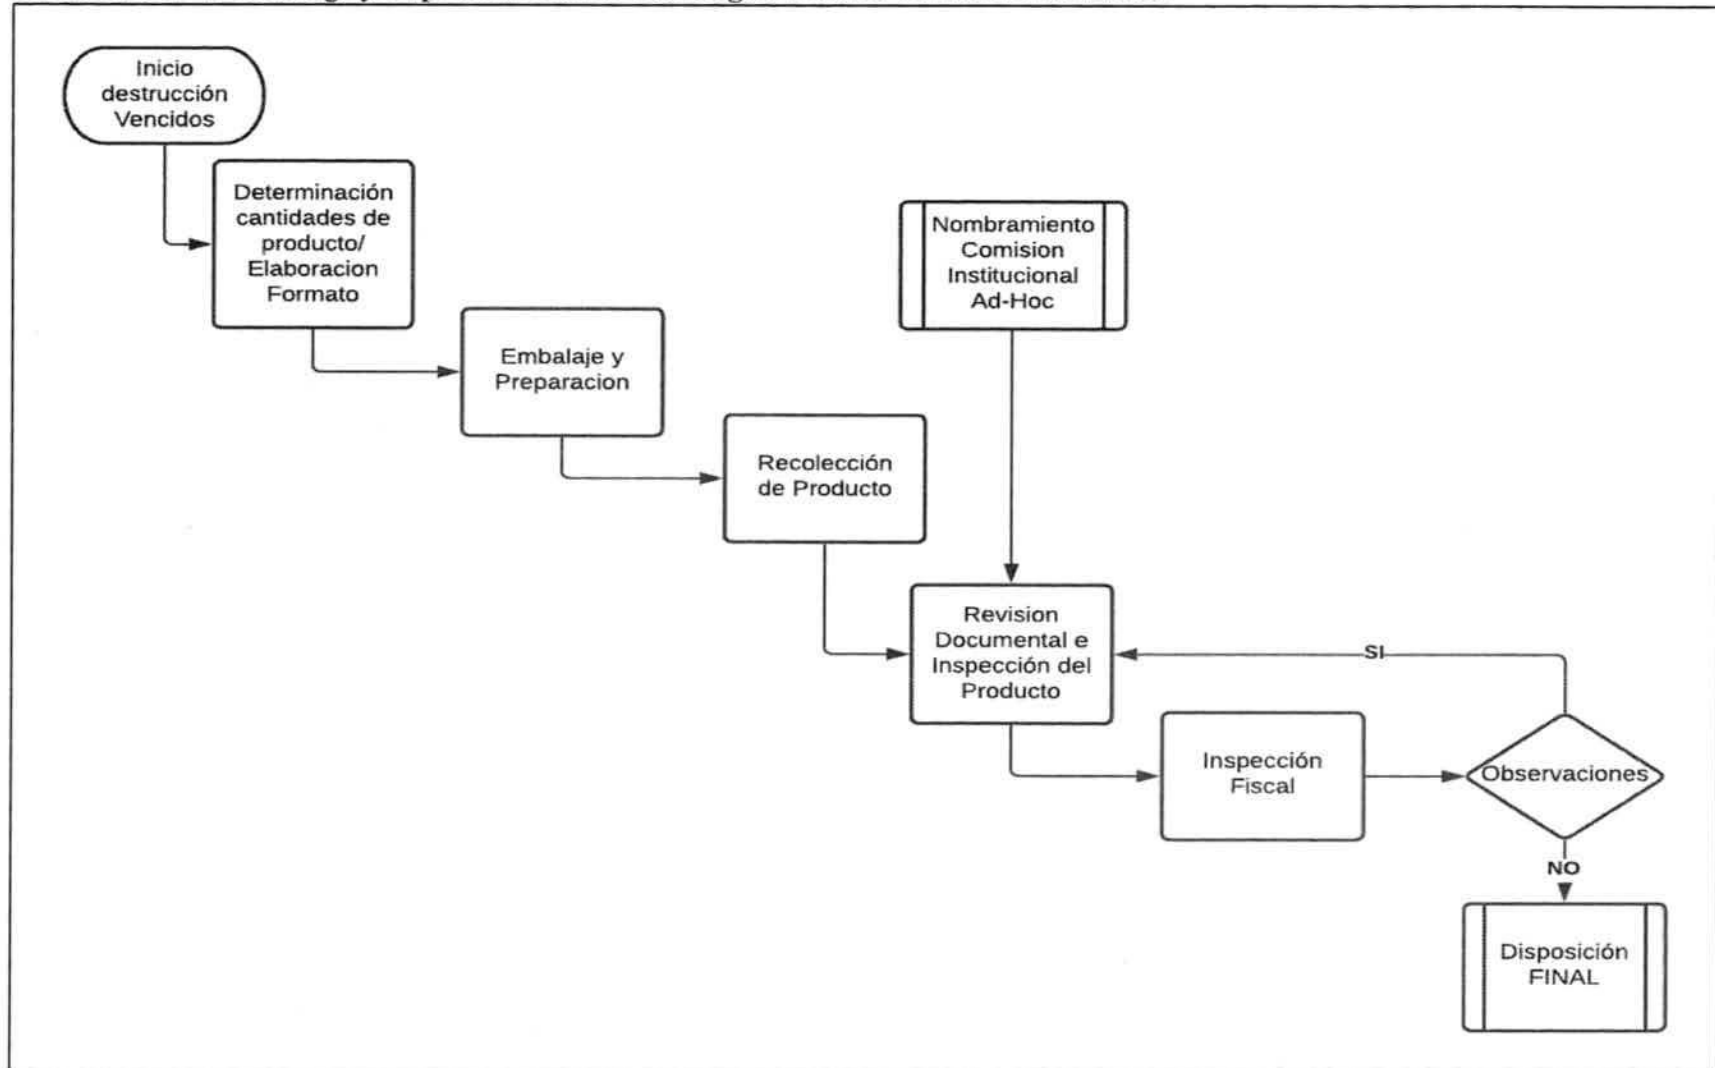 Inicio
destrucción
Vencidos
Determinación
cantidades de
producto/
Elaboracion
Formato
Nombramiento
Comision
Institucional
Ad-Hoc
Embalaje y
Preparacion
Recolección
de Producto
Revision
Documental e
Inspección del
Producto
SI
Inspección
Fiscal
Observaciones
NO
Disposición
FINAL